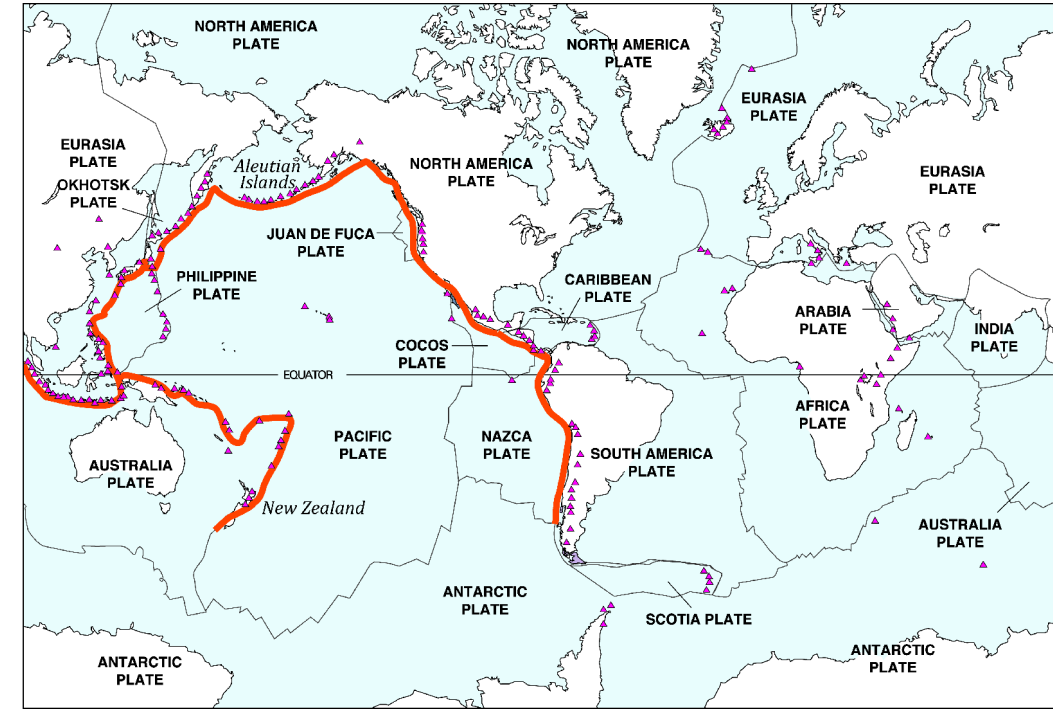 NORTH AMERICA
PLATE
NORTH AMERICA
PLATE
EURASIA
PLATE
EURASIA
PLATE
OKHOTSK
PLATE
Aleutian
Islands
NORTH AMERICA
PLATE
EURASIA
PLATE
JUAN DE FUCA
PLATE
PHILIPPINE
PLATE
CARIBBEAN
PLATE
ARABIA
PLATE
INDIA
PLATE
COCOS
PLATE
EQUATOR
AFRICA
PLATE
AUSTRALIA
PLATE
PACIFIC
PLATE
NAZCA
PLATE
SOUTH AMERICA
PLATE
New Zealand
AUSTRALIA
PLATE
ANTARCTIC
PLATE
SCOTIA PLATE
ANTARCTIC
PLATE
ANTARCTIC
PLATE